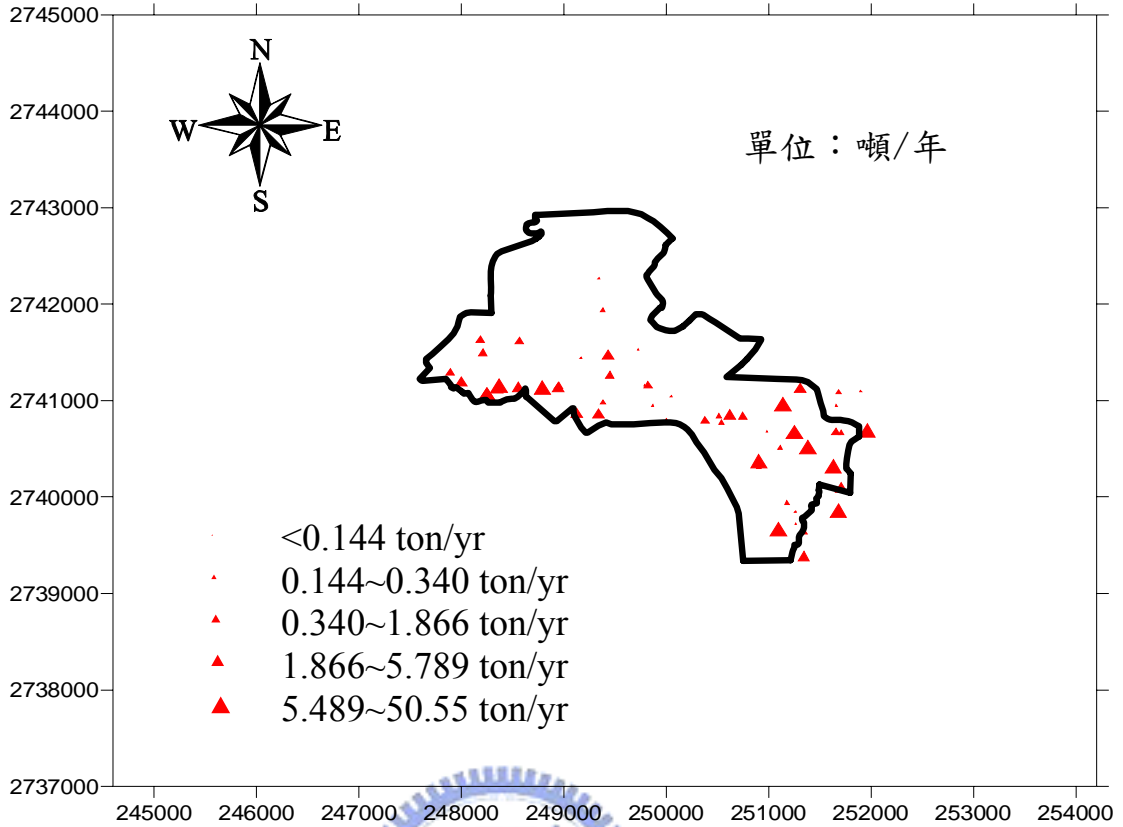 2745000
2744000
2743000
2742000
2741000
2740000
2739000
2738000
2737000
N
W E
S
單位：噸/年
<0.144 ton/yr
0.144~0.340 ton/yr
0.340~1.866 ton/yr
1.866~5.789 ton/yr
5.489~50.55 ton/yr
245000 246000 247000 248000 249000 250000 251000 252000 253000 254000